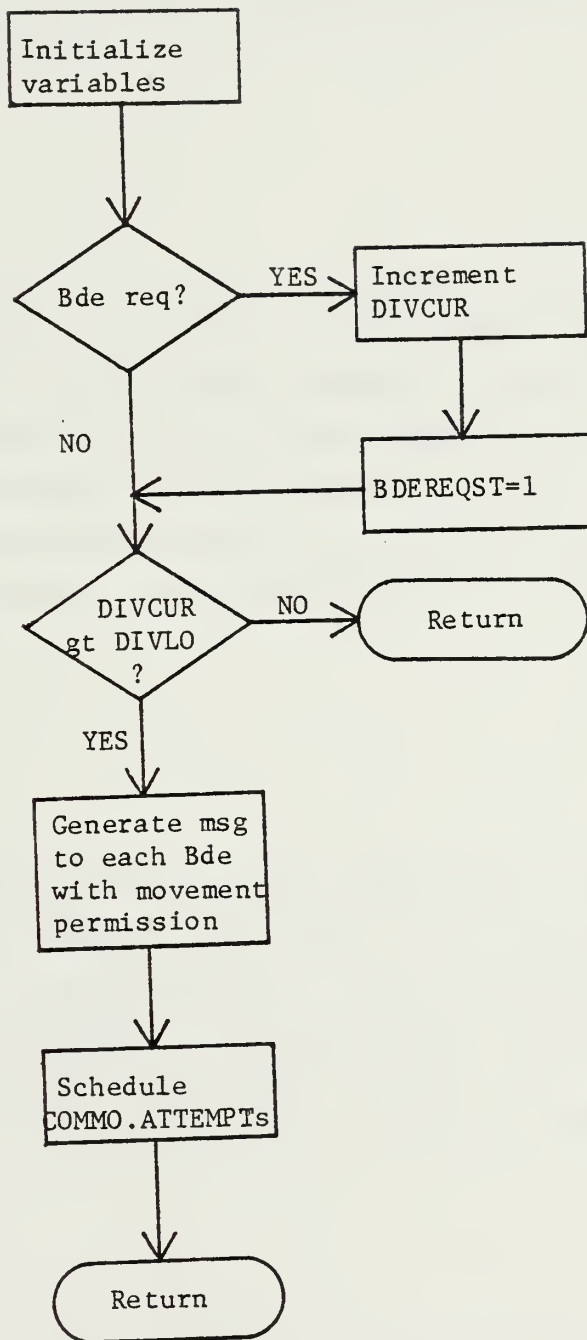 Initialize
variables
Bde req?
YES
Increment
DIVCUR
NO
BDEREQST=1
DIVCUR
gt DIVLO
?
NO
Return
YES
Generate msg
to each Bde
with movement
permission
Schedule
COMMO.ATTEMPTs
Return